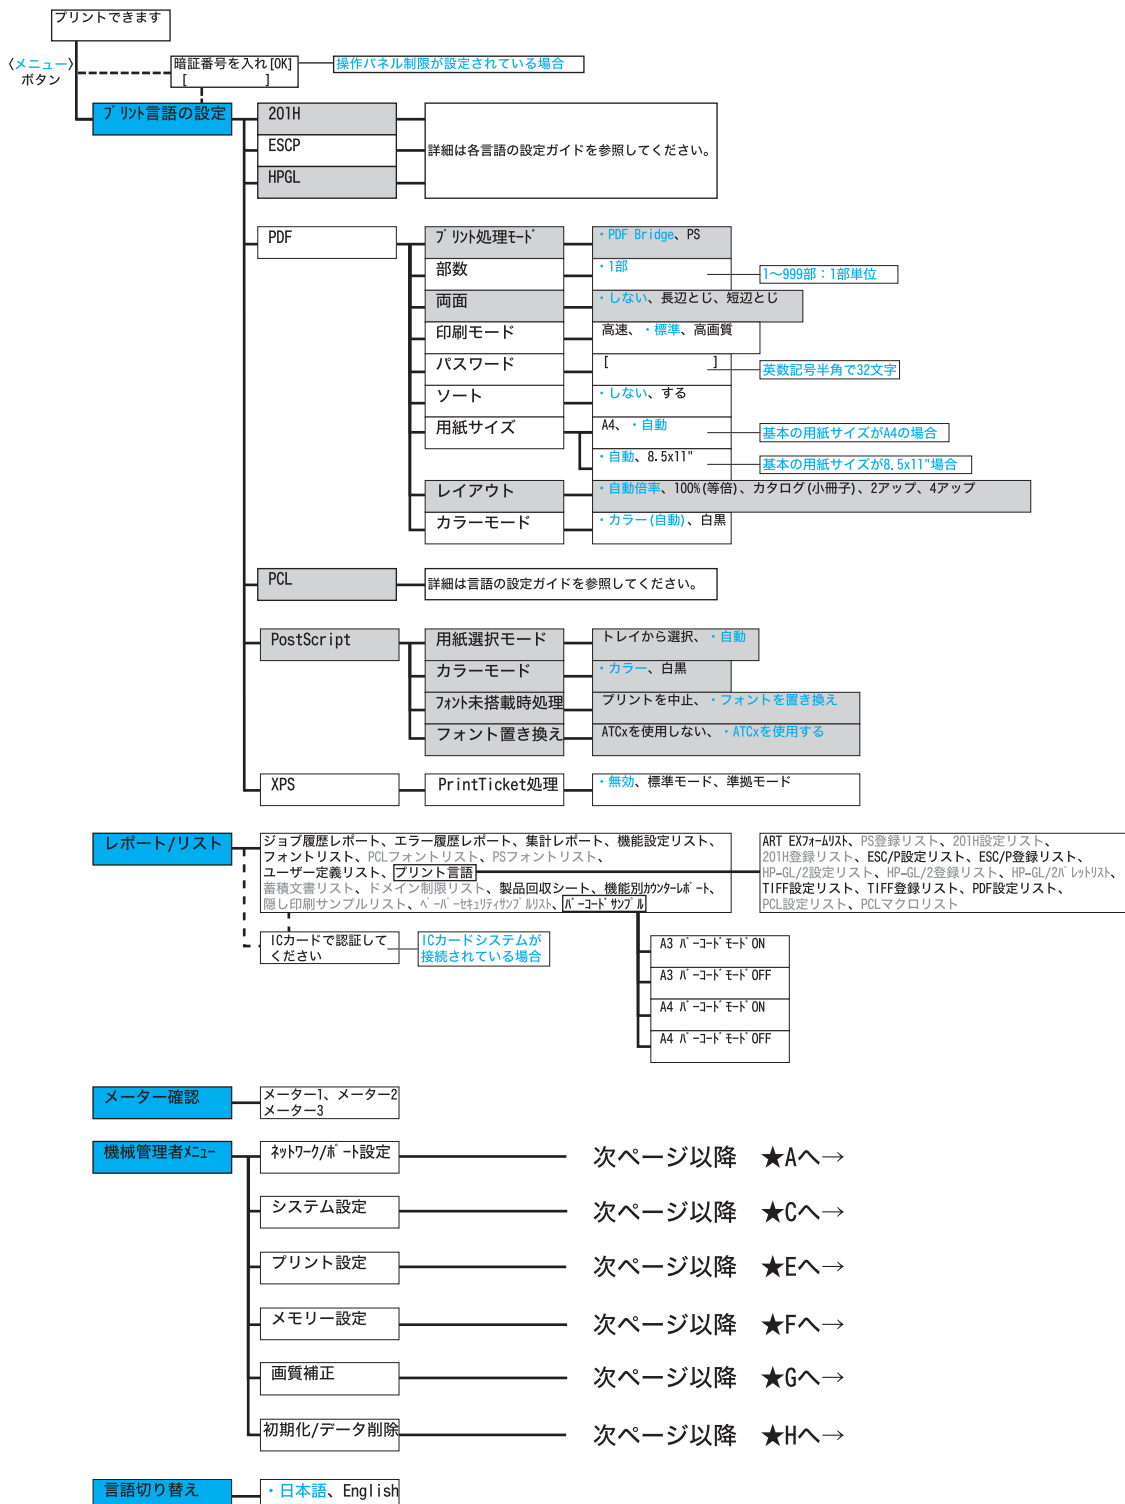 プリントできます
〈メニュー〉
ボタン
暗証番号を入れ[OK]
[ ]
操作パネル制限が設定されている場合
プリント言語の設定
201H
ESCP
HPGL
詳細は各言語の設定ガイドを参照してください。
PDF
プリント処理モード
・PDF Bridge、PS
部数
・1部
1〜999部：1部単位
両面
・しない、長辺とじ、短辺とじ
印刷モード
高速、・標準、高画質
パスワード
[ ]
英数記号半角で32文字
ソート
・しない、する
用紙サイズ
A4、・自動
基本の用紙サイズがA4の場合
・自動、8.5x11"
基本の用紙サイズが8.5x11"場合
レイアウト
・自動倍率、100%(等倍)、カタログ(小冊子)、2アップ、4アップ
カラーモード
・カラー(自動)、白黒
PCL
詳細は言語の設定ガイドを参照してください。
PostScript
用紙選択モード
トレイから選択、・自動
カラーモード
・カラー、白黒
フォント未搭載時処理
プリントを中止、・フォントを置き換え
フォント置き換え
ATCxを使用しない、・ATCxを使用する
XPS
PrintTicket処理
・無効、標準モード、準拠モード
レポート/リスト
ジョブ履歴レポート、エラー履歴レポート、集計レポート、機能設定リスト、
フォントリスト、PCLフォントリスト、PSフォントリスト、
ユーザー定義リスト、プリント言語
蓄積文書リスト、ドメイン制限リスト、製品回収シート、機能別カウンターレポート、
隠し印刷サンプルリスト、ペーパーセキュリティサンプルリスト、バーコードサンプル
ART EXフォームリスト、PS登録リスト、201H設定リスト、
201H登録リスト、ESC/P設定リスト、ESC/P登録リスト、
HP-GL/2設定リスト、HP-GL/2登録リスト、HP-GL/2パレットリスト、
TIFF設定リスト、TIFF登録リスト、PDF設定リスト、
PCL設定リスト、PCLマクロリスト
ICカードで認証して
ください
ICカードシステムが
接続されている場合
A3 バーコードモードON
A3 バーコードモードOFF
A4 バーコードモードON
A4 バーコードモードOFF
メーター確認
メーター1、メーター2
メーター3
機械管理者メニュー
ネットワーク/ポート設定
次ページ以降　★Aへ→
システム設定
次ページ以降　★Cへ→
プリント設定
次ページ以降　★Eへ→
メモリー設定
次ページ以降　★Fへ→
画質補正
次ページ以降　★Gへ→
初期化/データ削除
次ページ以降　★Hへ→
言語切り替え
・日本語、English